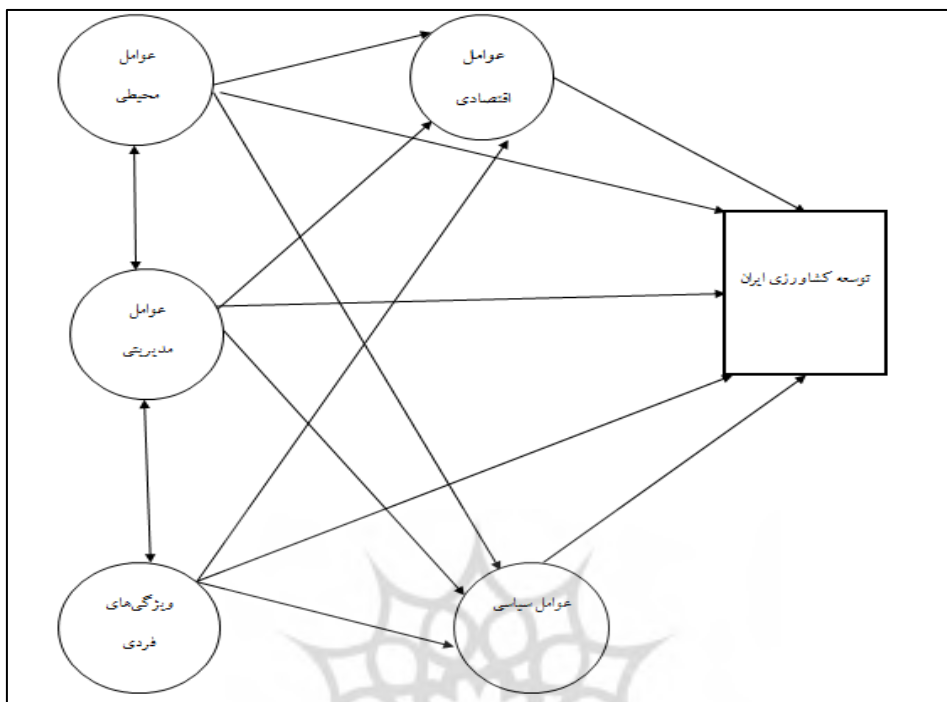 عوامل
اقتصادی
عوامل
محیطی
توسعه کشاورزی ایران
عوامل
مدیریتی
عوامل سیاسی
ویژگی‌های
فردی